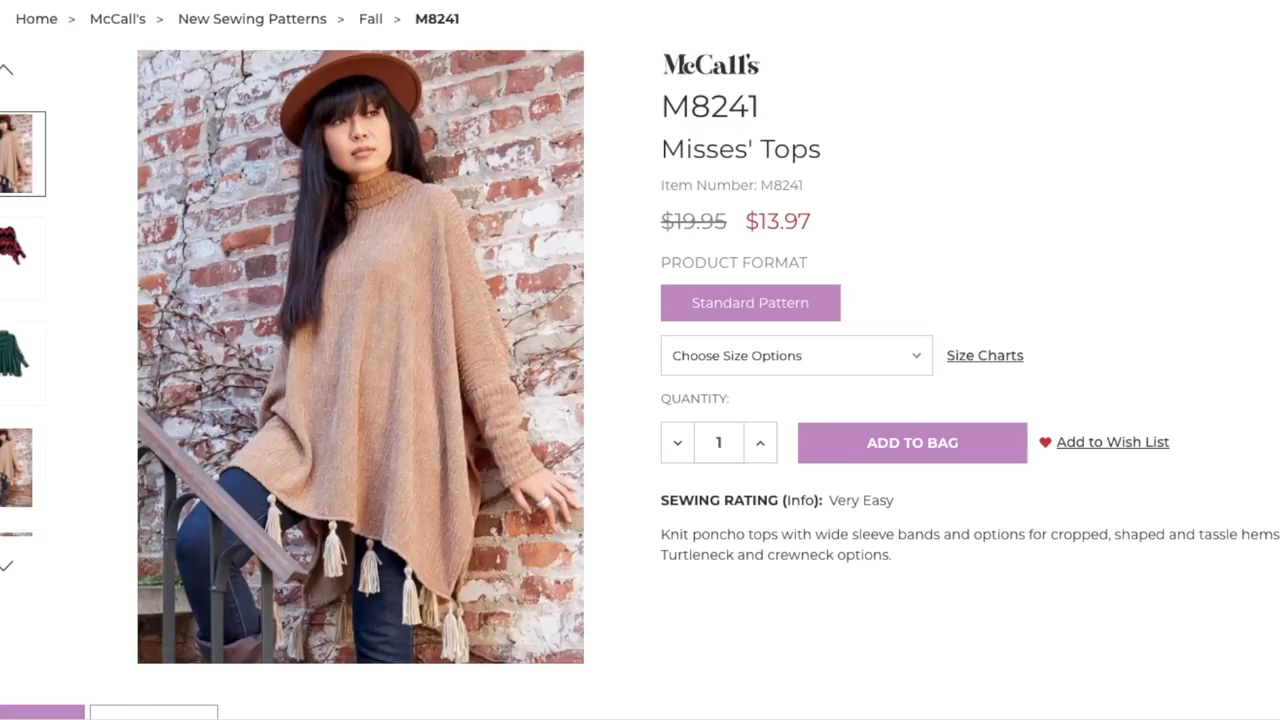 Home > McCall's > New Sewing Patterns > Fall > M8241
McCall's
M8241
Misses' Tops
Item Number: M8241
$19.95 $13.97
PRODUCT FORMAT
Standard Pattern
Choose Size Options Size Charts
QUANTITY:
1 ADD TO BAG Add to Wish List
SEWING RATING (Info): Very Easy
Knit poncho tops with wide sleeve bands and options for cropped, shaped and tassle hems
Turtleneck and crewneck options.